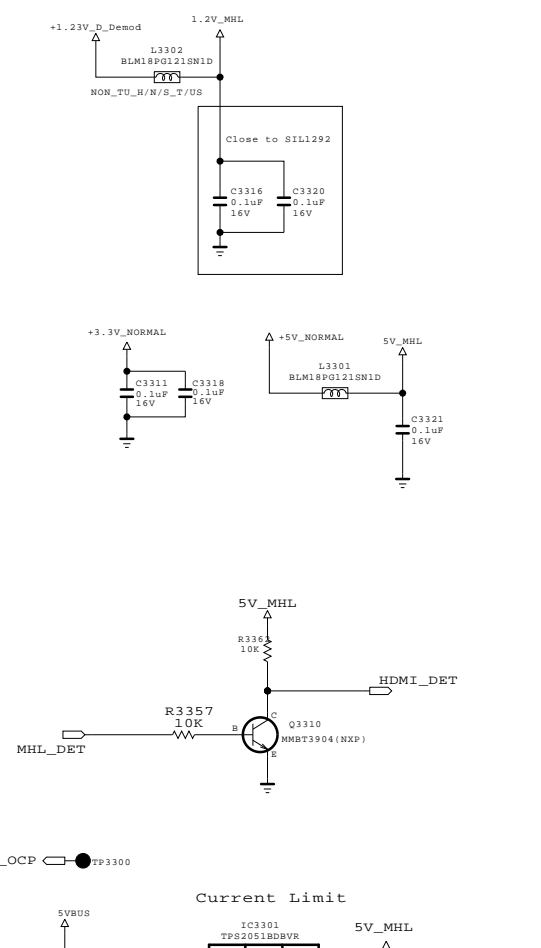 1.2V_MHL
+1.23V_D_Demod
L3302
BLM18PG121SN1D
NON_TU_H/N/S_T/US
Close to SIL1292
C3316
0.1uF
16V
C3320
0.1uF
16V
+3.3V_NORMAL
C3311
0.1uF
16V
C3318
0.1uF
16V
+5V_NORMAL
5V_MHL
L3301
BLM18PG121SN1D
C3321
0.1uF
16V
5V_MHL
10K
HDMI_DET
R3357
10K
MHL_DET
B
C
E
Q3310
MMBT3904(NXP)
_OCP
TP3300
Current Limit
5VBUS
IC3301
TPS2051BDBVR
5V_MHL